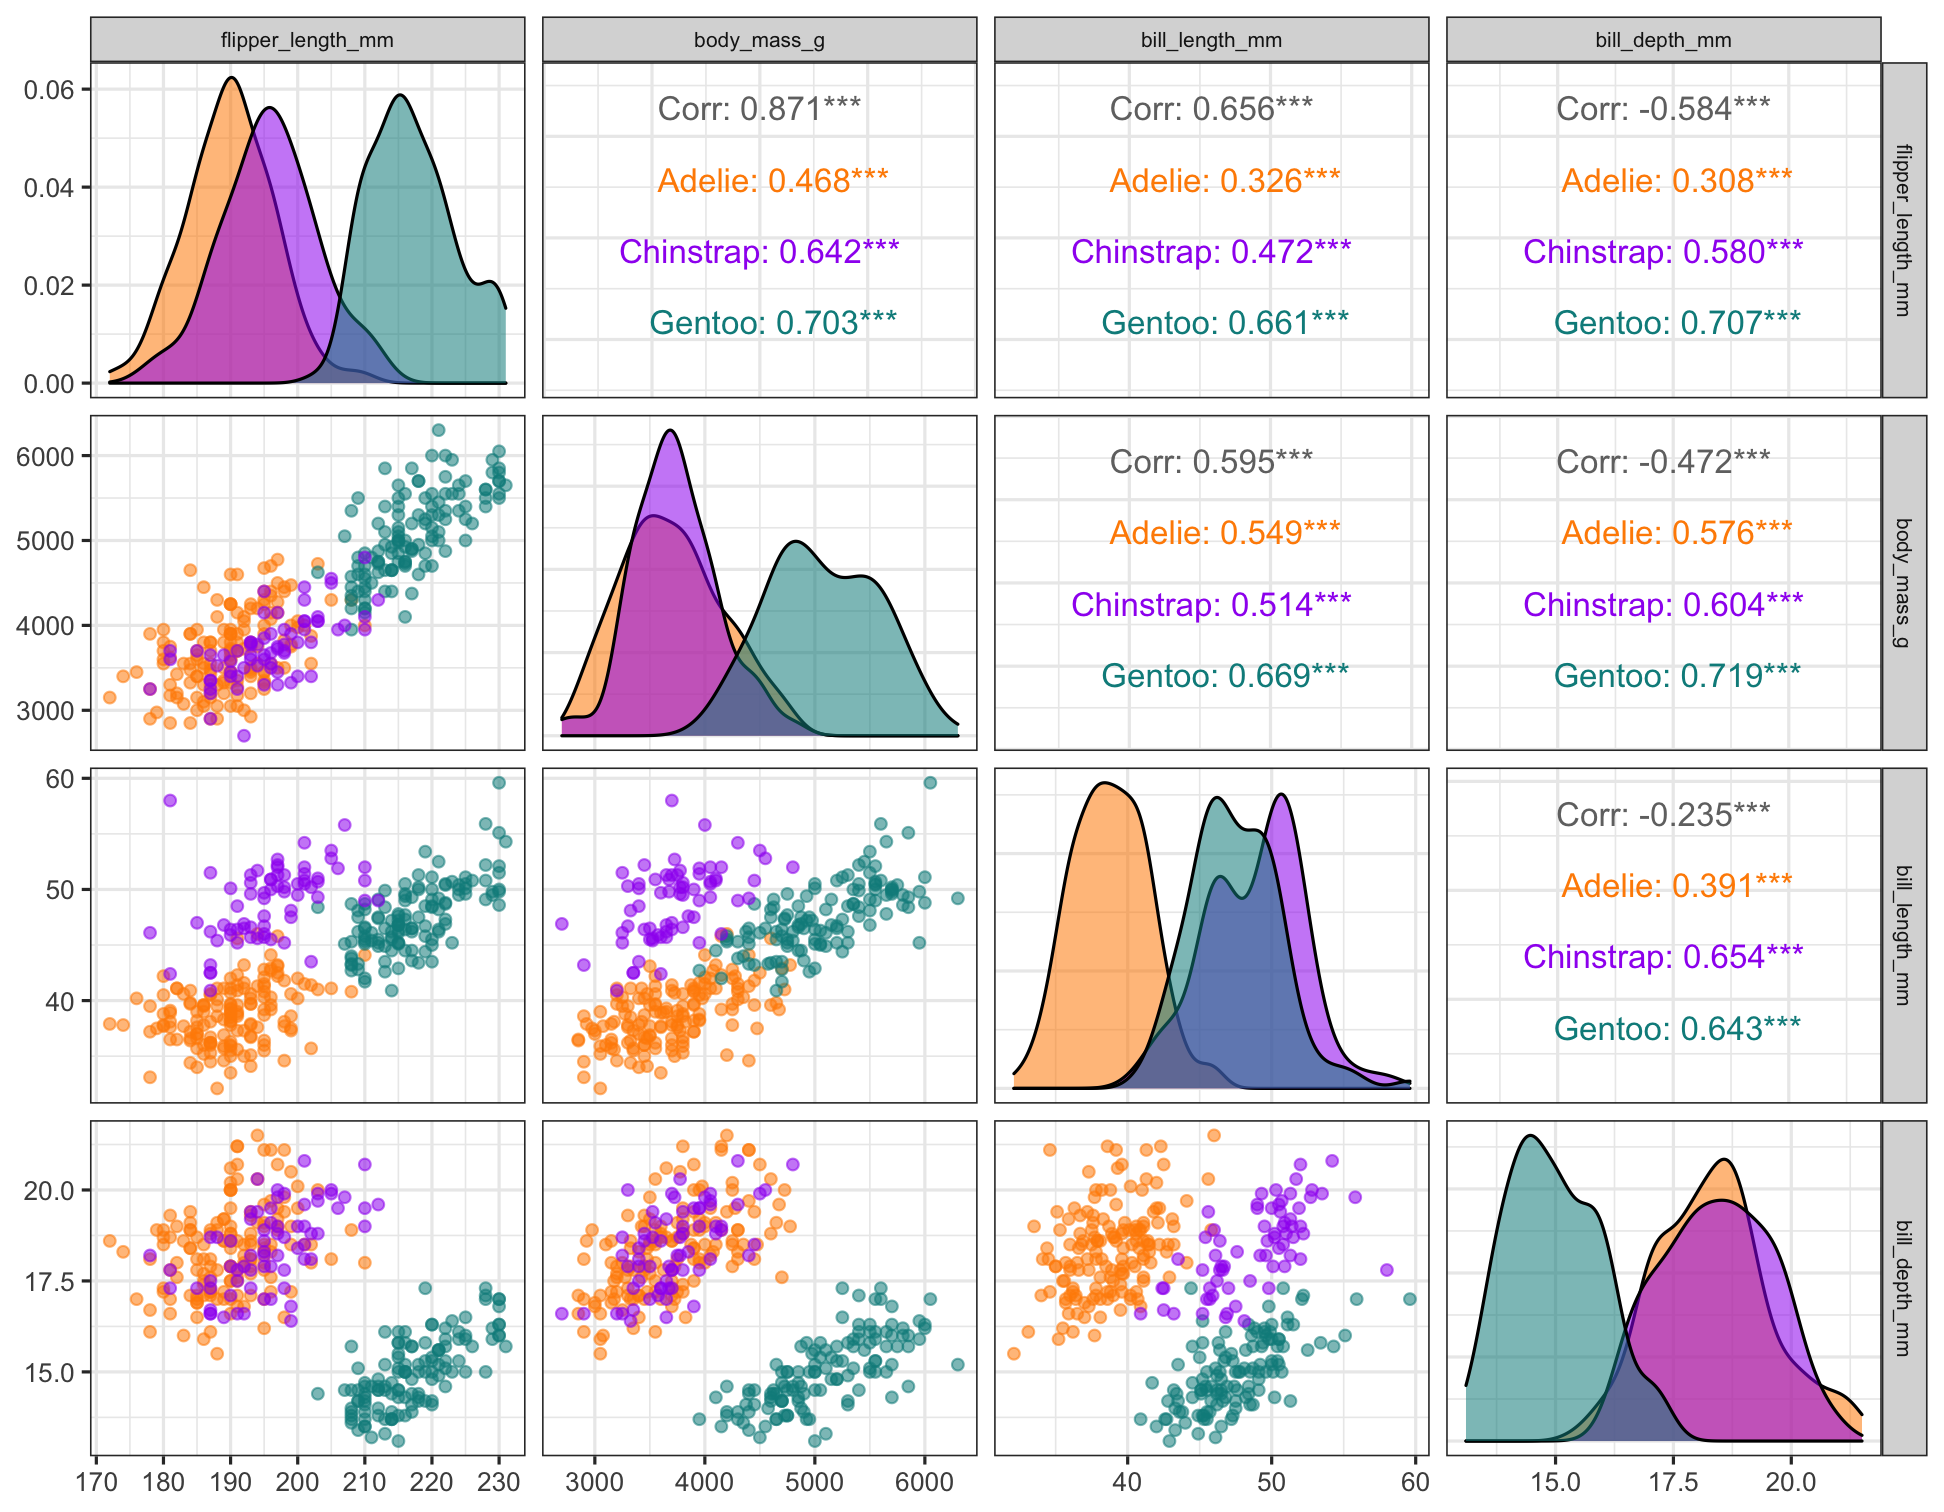 flipper_length_mm
body_mass_g
bill_length_mm
bill_depth_mm
0.06
0.04
0.02
0.00
Corr: 0.871***
Adelie: 0.468***
Chinstrap: 0.642***
Gentoo: 0.703***
Corr: 0.656***
Adelie: 0.326***
Chinstrap: 0.472***
Gentoo: 0.661***
Corr: -0.584***
Adelie: 0.308***
Chinstrap: 0.580***
Gentoo: 0.707***
flipper_length_mm
6000
5000
4000
3000
Corr: 0.595***
Adelie: 0.549***
Chinstrap: 0.514***
Gentoo: 0.669***
Corr: -0.472***
Adelie: 0.576***
Chinstrap: 0.604***
Gentoo: 0.719***
body_mass_g
60
50
40
Corr: -0.235***
Adelie: 0.391***
Chinstrap: 0.654***
Gentoo: 0.643***
bill_length_mm
20.0
17.5
15.0
bill_depth_mm
170 180 190 200 210 220 230
3000 4000 5000 6000
40 50 60
15.0 17.5 20.0